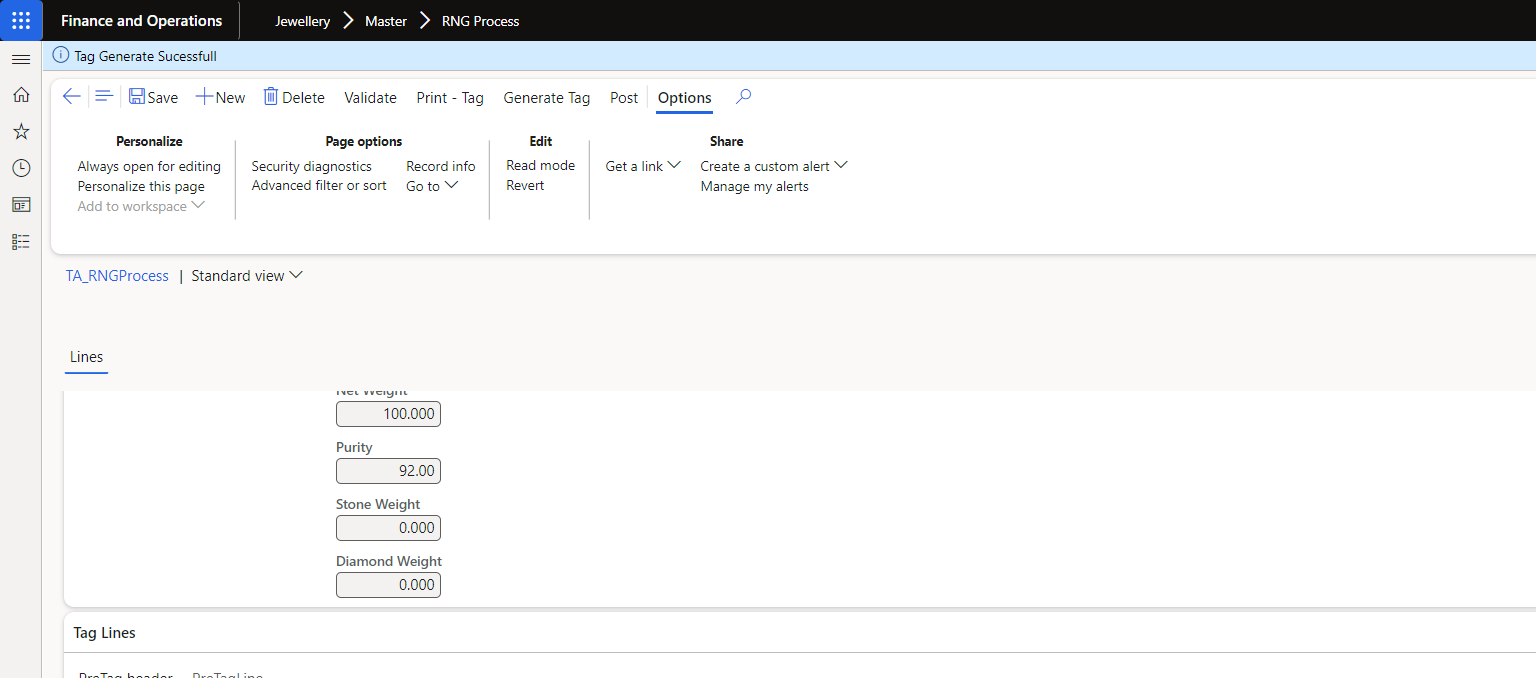 Finance and Operations
Jewellery
Master
RNG Process
Tag Generate Sucessfull
Save
New
Delete
Validate
Print - Tag
Generate Tag
Post
Options
Personalize
Always open for editing
Personalize this page
Add to workspace
Page options
Security diagnostics
Advanced filter or sort
Record info
Go to
Edit
Read mode
Revert
Share
Get a link
Create a custom alert
Manage my alerts
TA_RNGProcess | Standard view
Lines
Net Weight
100.000
Purity
92.00
Stone Weight
0.000
Diamond Weight
0.000
Tag Lines
ProTag header
ProTagLine